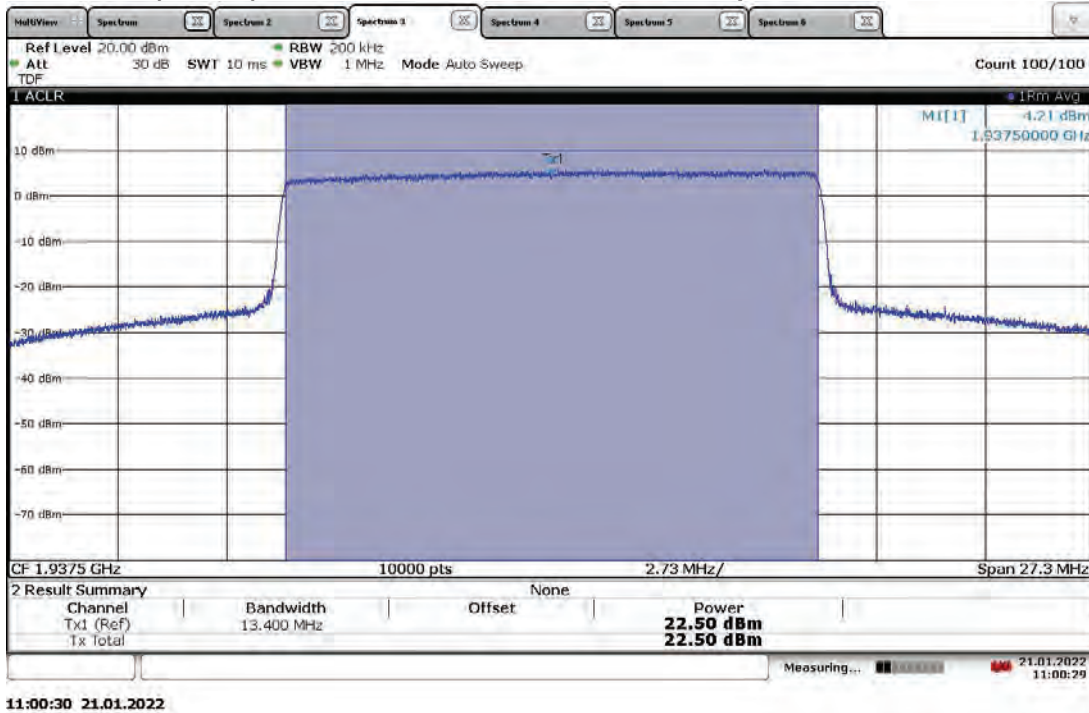 MultiView Spectrum Spectrum 2 Spectrum 3 Spectrum 4 Spectrum 5 Spectrum 6
Ref Level 20.00 dBm RBW 200 kHz
Att 30 dB SWT 10 ms VBW 1 MHz Mode Auto Sweep Count 100/100
TDF
1 ACLR 1Rm Avg
M1[1] 4.21 dBm
1.93750000 GHz
10 dBm
Tx1
0 dBm
-10 dBm
-20 dBm
-30 dBm
-40 dBm
-50 dBm
-60 dBm
-70 dBm
CF 1.9375 GHz 10000 pts 2.73 MHz/ Span 27.3 MHz
2 Result Summary None
Channel Bandwidth Offset Power
Tx1 (Ref) 13.400 MHz 22.50 dBm
Tx Total 22.50 dBm
Measuring... 21.01.2022
11:00:29
11:00:30 21.01.2022